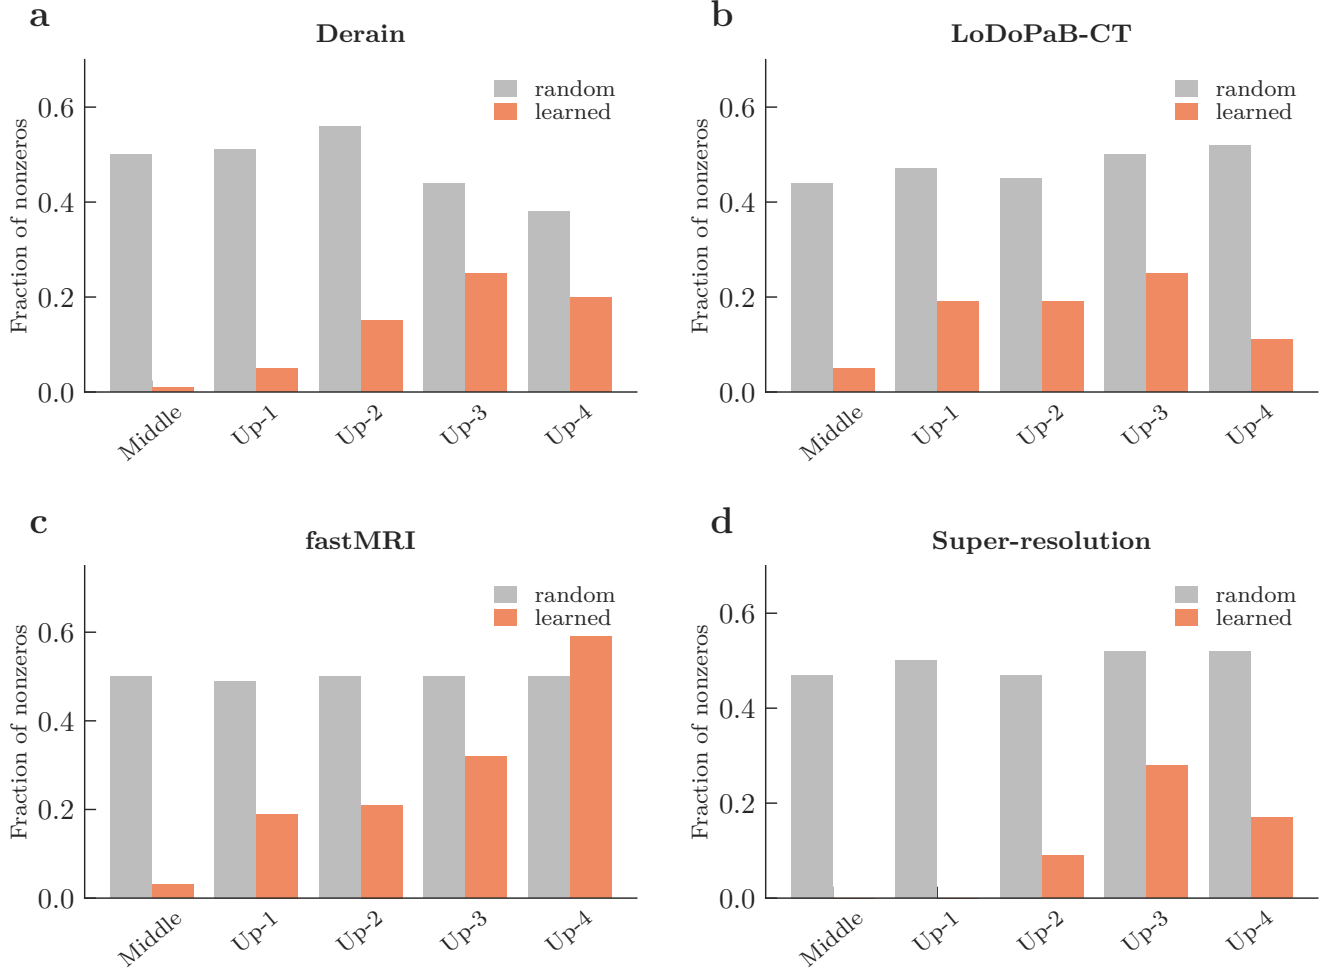 a
Derain
random
learned
Fraction of nonzeros
0.6
0.4
0.2
0.0
Middle
Up-1
Up-2
Up-3
Up-4
b
LoDoPaB-CT
random
learned
Fraction of nonzeros
0.6
0.4
0.2
0.0
Middle
Up-1
Up-2
Up-3
Up-4
c
fastMRI
random
learned
Fraction of nonzeros
0.6
0.4
0.2
0.0
Middle
Up-1
Up-2
Up-3
Up-4
d
Super-resolution
random
learned
Fraction of nonzeros
0.6
0.4
0.2
0.0
Middle
Up-1
Up-2
Up-3
Up-4